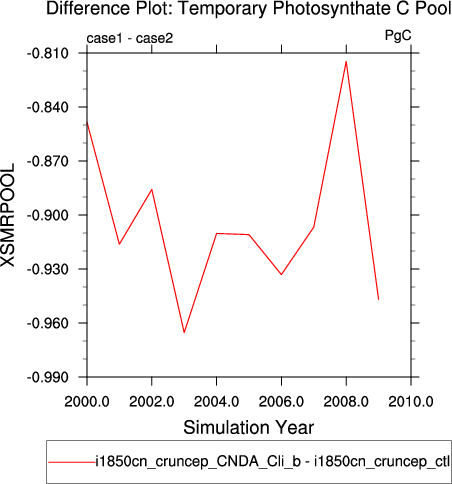 Difference Plot: Temporary Photosynthate C Pool
case1 - case2
PgC
-0.810
-0.840
-0.870
-0.900
-0.930
-0.960
-0.990
XSMRPOOL
2000.0 2002.0 2004.0 2006.0 2008.0 2010.0
Simulation Year
i1850cn_cruncep_CNDA_Cli_b - i1850cn_cruncep_ctl